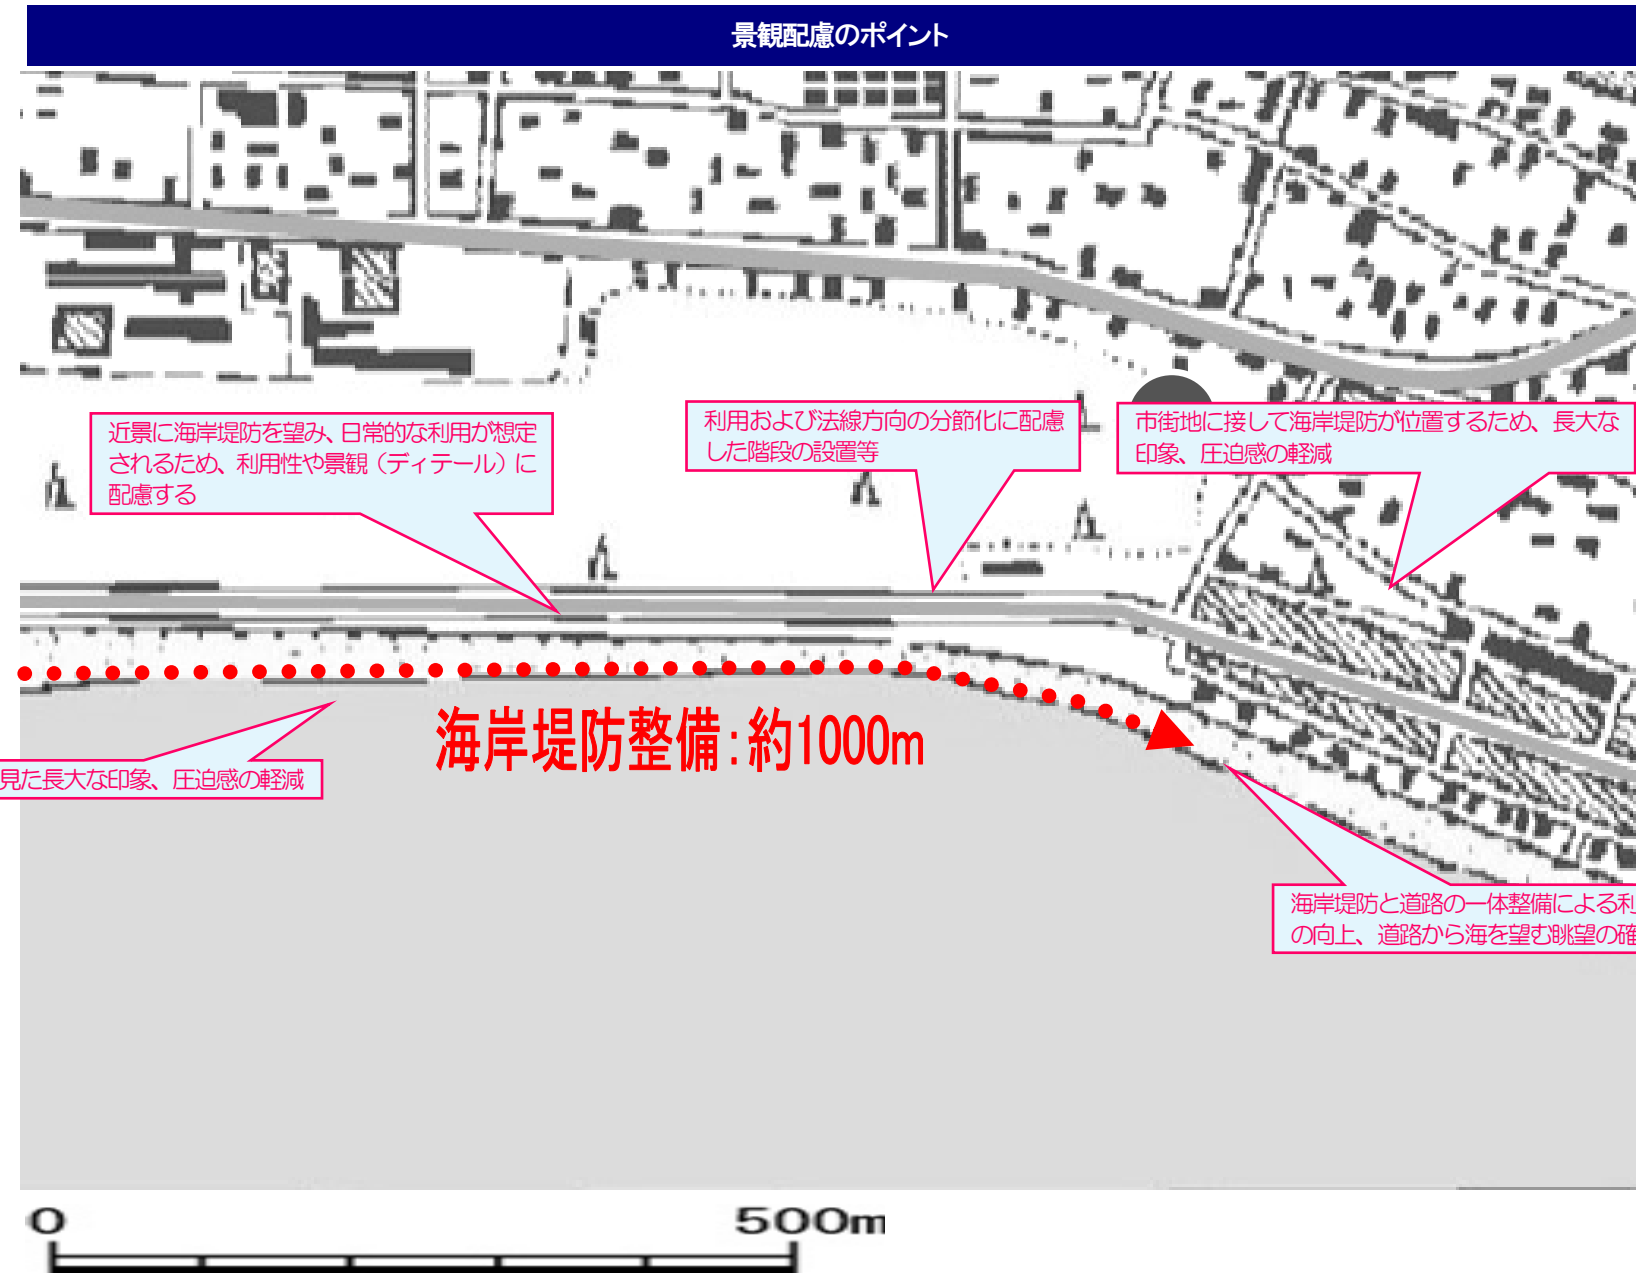 景観配慮のポイント
近景に海岸堤防を望み、日常的な利用が想定
されるため、利用性や景観（ディテール）に
配慮する
利用および法線方向の分節化に配慮
した階段の設置等
市街地に接して海岸堤防が位置するため、長大な
印象、圧迫感の軽減
海岸堤防整備：約1000m
見た長大な印象、圧迫感の軽減
海岸堤防と道路の一体整備による利
の向上、道路から海を望む眺望の確
0 500m